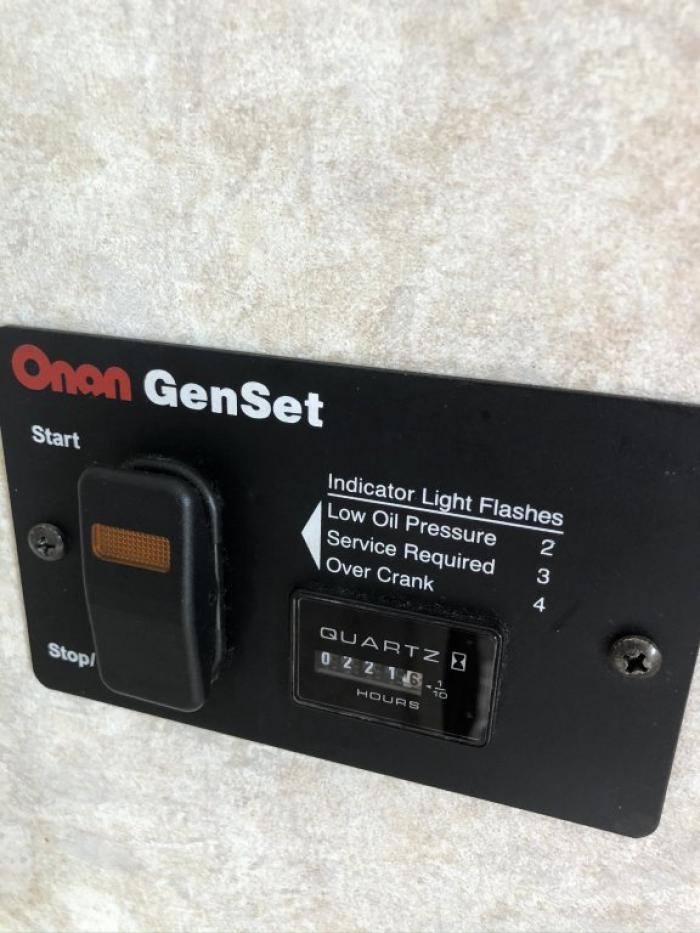 Onan GenSet
Start
Indicator Light Flashes
Low Oil Pressure 2
Service Required 3
Over Crank 4
Stop/
QUARTZ
0 2 2 1 6
1/10
HOURS